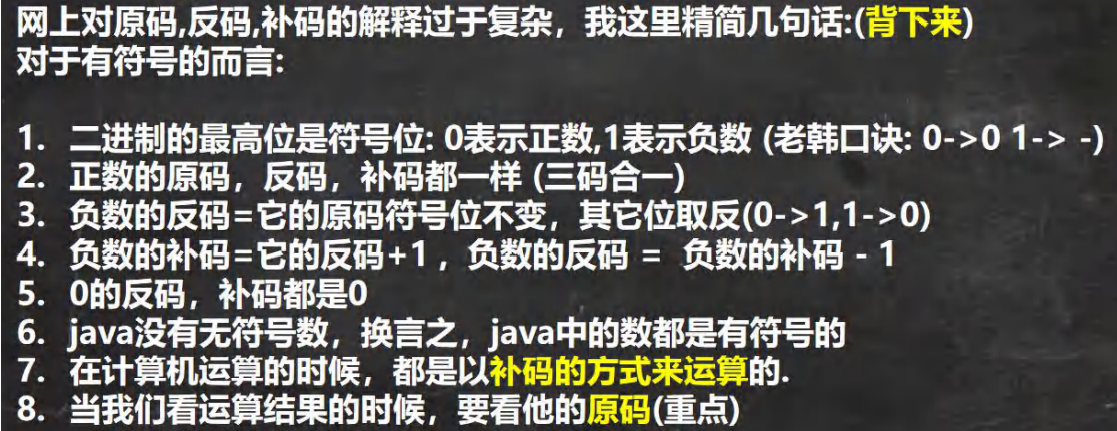 网上对原码,反码,补码的解释过于复杂，我这里精简几句话:(背下来)
对于有符号的而言:
1. 二进制的最高位是符号位: 0表示正数,1表示负数 (老韩口诀: 0->0 1-> -)
2. 正数的原码，反码，补码都一样 (三码合一)
3. 负数的反码=它的原码符号位不变，其它位取反(0->1,1->0)
4. 负数的补码=它的反码+1，负数的反码 = 负数的补码 - 1
5. 0的反码，补码都是0
6. java没有无符号数，换言之，java中的数都是有符号的
7. 在计算机运算的时候，都是以补码的方式来运算的.
8. 当我们看运算结果的时候，要看他的原码(重点)